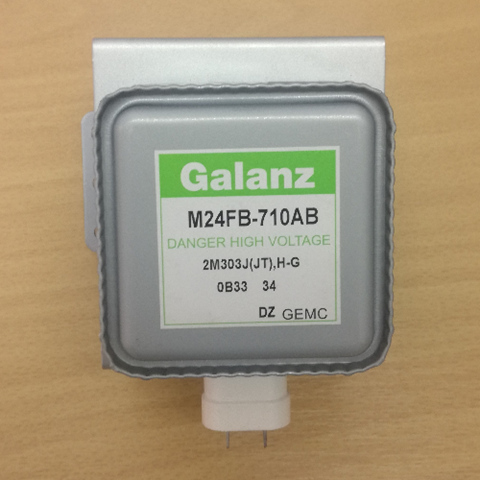 Galanz
M24FB-710AB
DANGER HIGH VOLTAGE
2M303J(JT),H-G
0B33 34
DZ GEMC